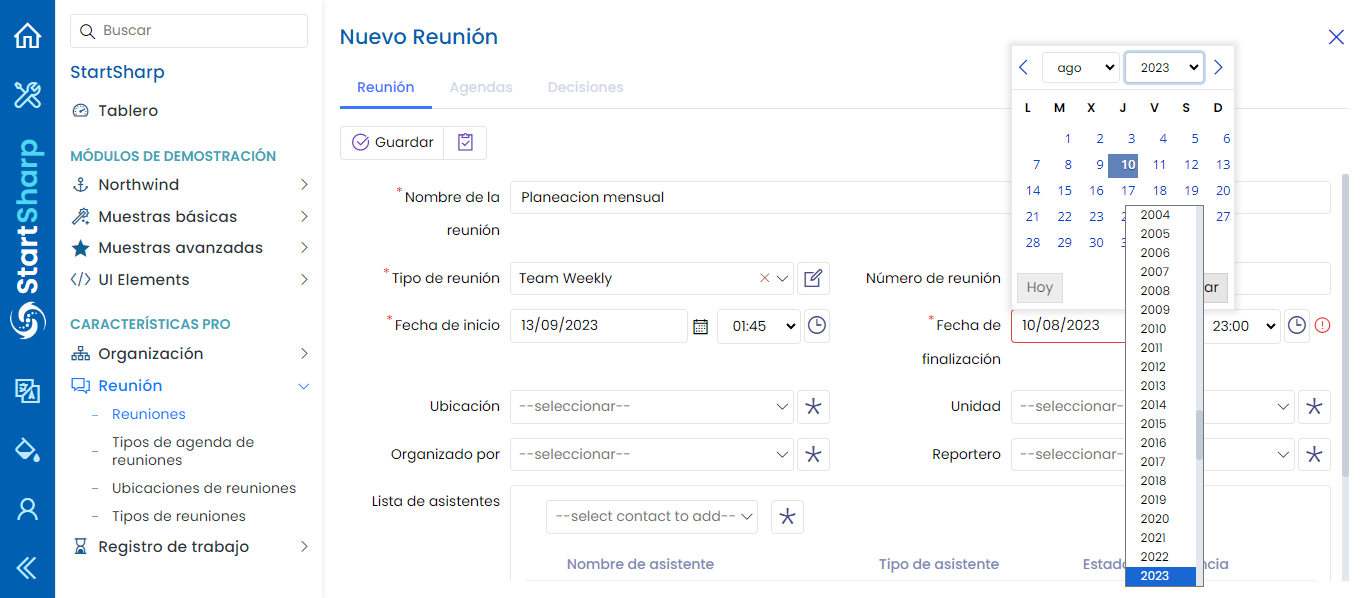 Buscar
StartSharp
Tablero
MÓDULOS DE DEMOSTRACIÓN
Northwind
Muestras básicas
Muestras avanzadas
UI Elements
CARACTERÍSTICAS PRO
Organización
Reunión
Reuniones
Tipos de agenda de
reuniones
Ubicaciones de reuniones
Tipos de reuniones
Registro de trabajo
StartSharp
Nuevo Reunión
Reunión Agendas Decisiones
Guardar
*Nombre de la
reunión
Planeacion mensual
*Tipo de reunión Team Weekly
Número de reunión
*Fecha de inicio 13/09/2023 01:45
*Fecha de
finalización
10/08/2023 23:00
Ubicación --seleccionar--
Unidad --seleccionar-
Organizado por --seleccionar--
Reportero --seleccionar-
Lista de asistentes
--select contact to add--
Nombre de asistente Tipo de asistente
ago 2023
L M X J V S D
1 2 3 4 5 6
7 8 9 10 11 12 13
14 15 16 17 18 19 20
21 22 23 27
28 29 30
Hoy
2004
2005
2006
2007
2008
2009
2010
2011
2012
2013
2014
2015
2016
2017
2018
2019
2020
2021
2022
2023